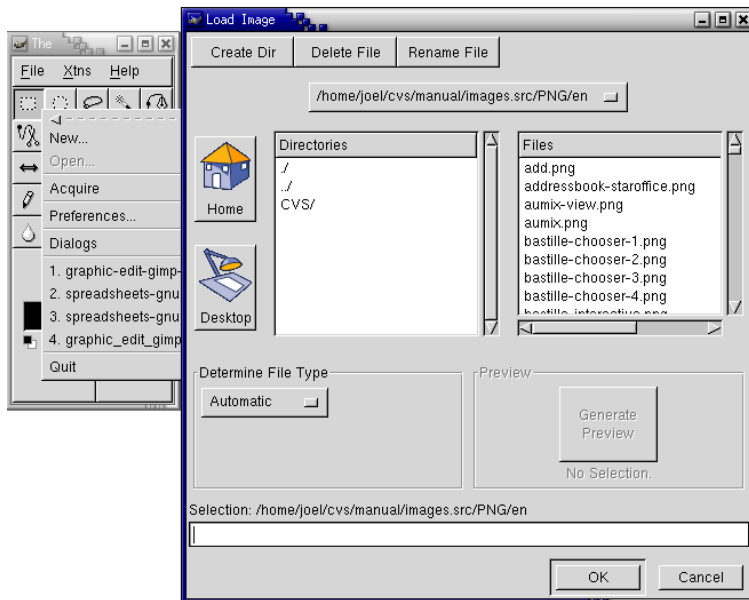 The
File Xtns Help
New...
Open...
Acquire
Preferences...
Dialogs
1. graphic-edit-gimp-
2. spreadsheets-gnu
3. spreadsheets-gnu
4. graphic_edit_gimp
Quit
Load Image
Create Dir Delete File Rename File
/home/joel/cvs/manual/images.src/PNG/en
Home
Desktop
Directories
./
../
CVS/
Files
add.png
addressbook-staroffice.png
aumix-view.png
aumix.png
bastille-chooser-1.png
bastille-chooser-2.png
bastille-chooser-3.png
bastille-chooser-4.png
bastille-interactive.png
Determine File Type
Automatic
Preview
Generate
Preview
No Selection.
Selection: /home/joel/cvs/manual/images.src/PNG/en
OK Cancel